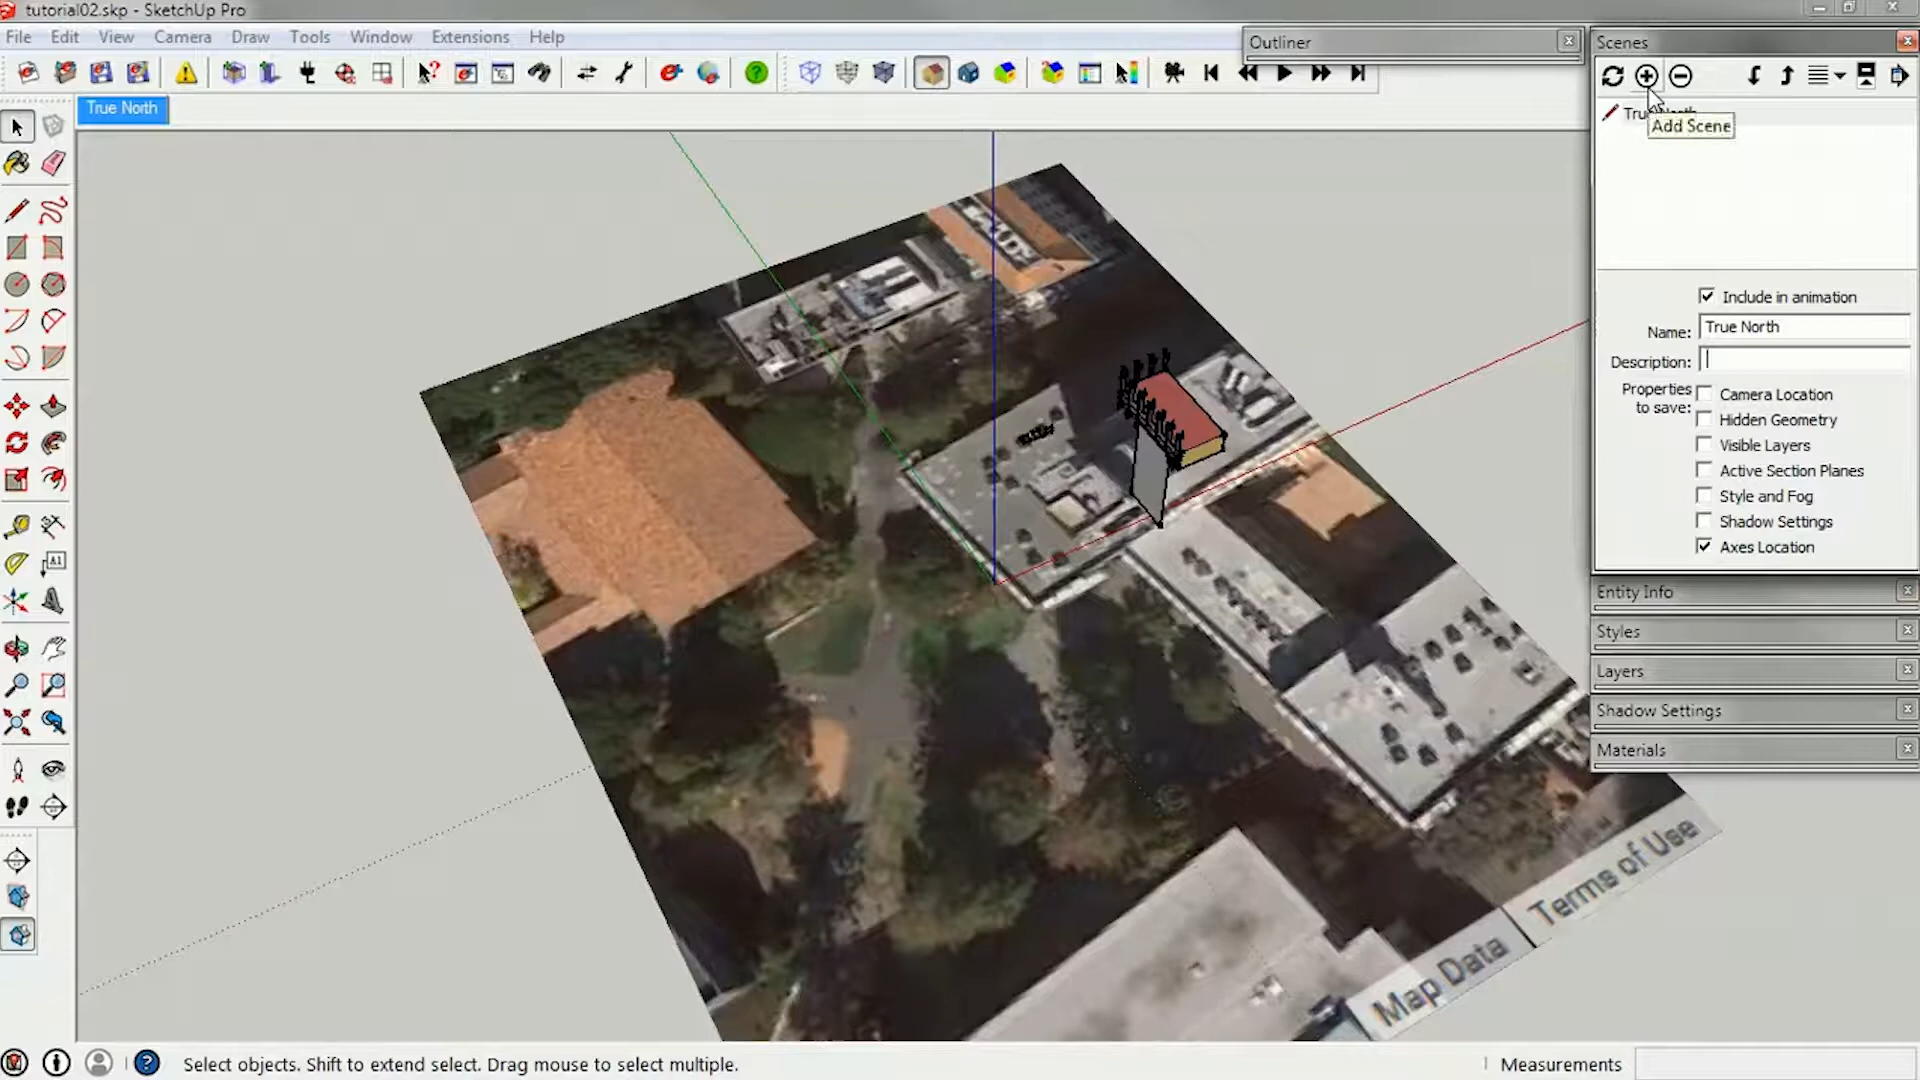 tutorial02.skp - SketchUp Pro
File Edit View Camera Draw Tools Window Extensions Help
Outliner
Scenes
True North
Add Scene
Include in animation
Name: True North
Description:
Properties to save:
Camera Location
Hidden Geometry
Visible Layers
Active Section Planes
Style and Fog
Shadow Settings
Axes Location
Entity Info
Styles
Layers
Shadow Settings
Materials
A1
Terms of Use
Map Data
Select objects. Shift to extend select. Drag mouse to select multiple.
Measurements